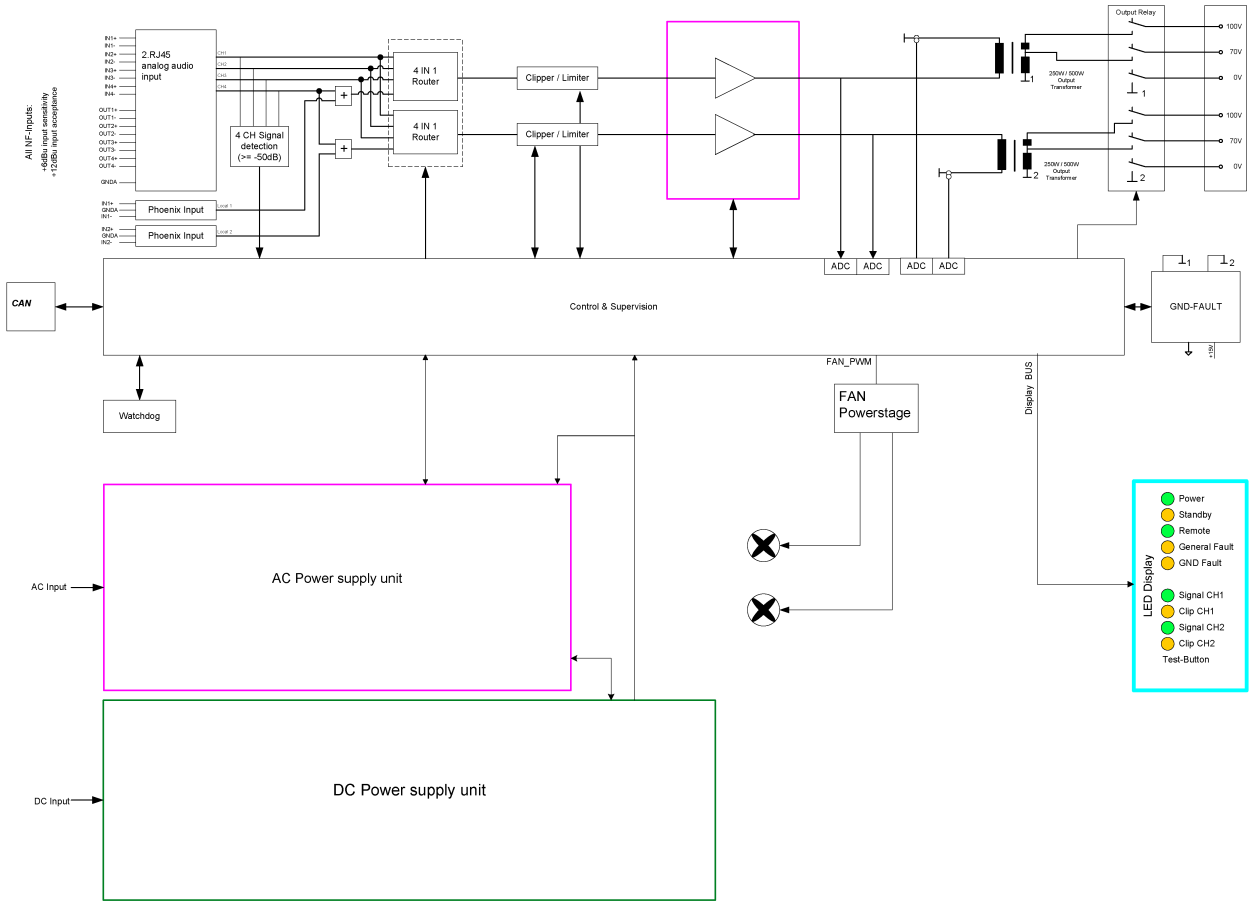 All NF-Inputs:
+6dBu input sensitivity
+12dBu input acceptance
IN1+
IN1-
IN2+
IN2-
IN3+
IN3-
IN4+
IN4-
OUT1+
OUT1-
OUT2+
OUT2-
OUT3+
OUT3-
OUT4+
OUT4-
GNDA
2.RJ45
analog audio
input
CH1
CH2
CH3
CH4
4 CH Signal
detection
(>= -50dB)
IN1+
GNDA
IN1-
Phoenix Input
Local 1
IN2+
GNDA
IN2-
Phoenix Input
Local 2
+
+
4 IN 1
Router
4 IN 1
Router
Clipper / Limiter
Clipper / Limiter
1
250W / 500W
Output
Transformer
2
250W / 500W
Output
Transformer
Output Relay
1
2
100V
70V
0V
100V
70V
0V
ADC
ADC
ADC
ADC
CAN
Control & Supervision
1
2
GND-FAULT
+15V
Watchdog
FAN_PWM
FAN
Powerstage
Display BUS
AC Input
AC Power supply unit
DC Input
DC Power supply unit
LED Display
Power
Standby
Remote
General Fault
GND Fault
Signal CH1
Clip CH1
Signal CH2
Clip CH2
Test-Button